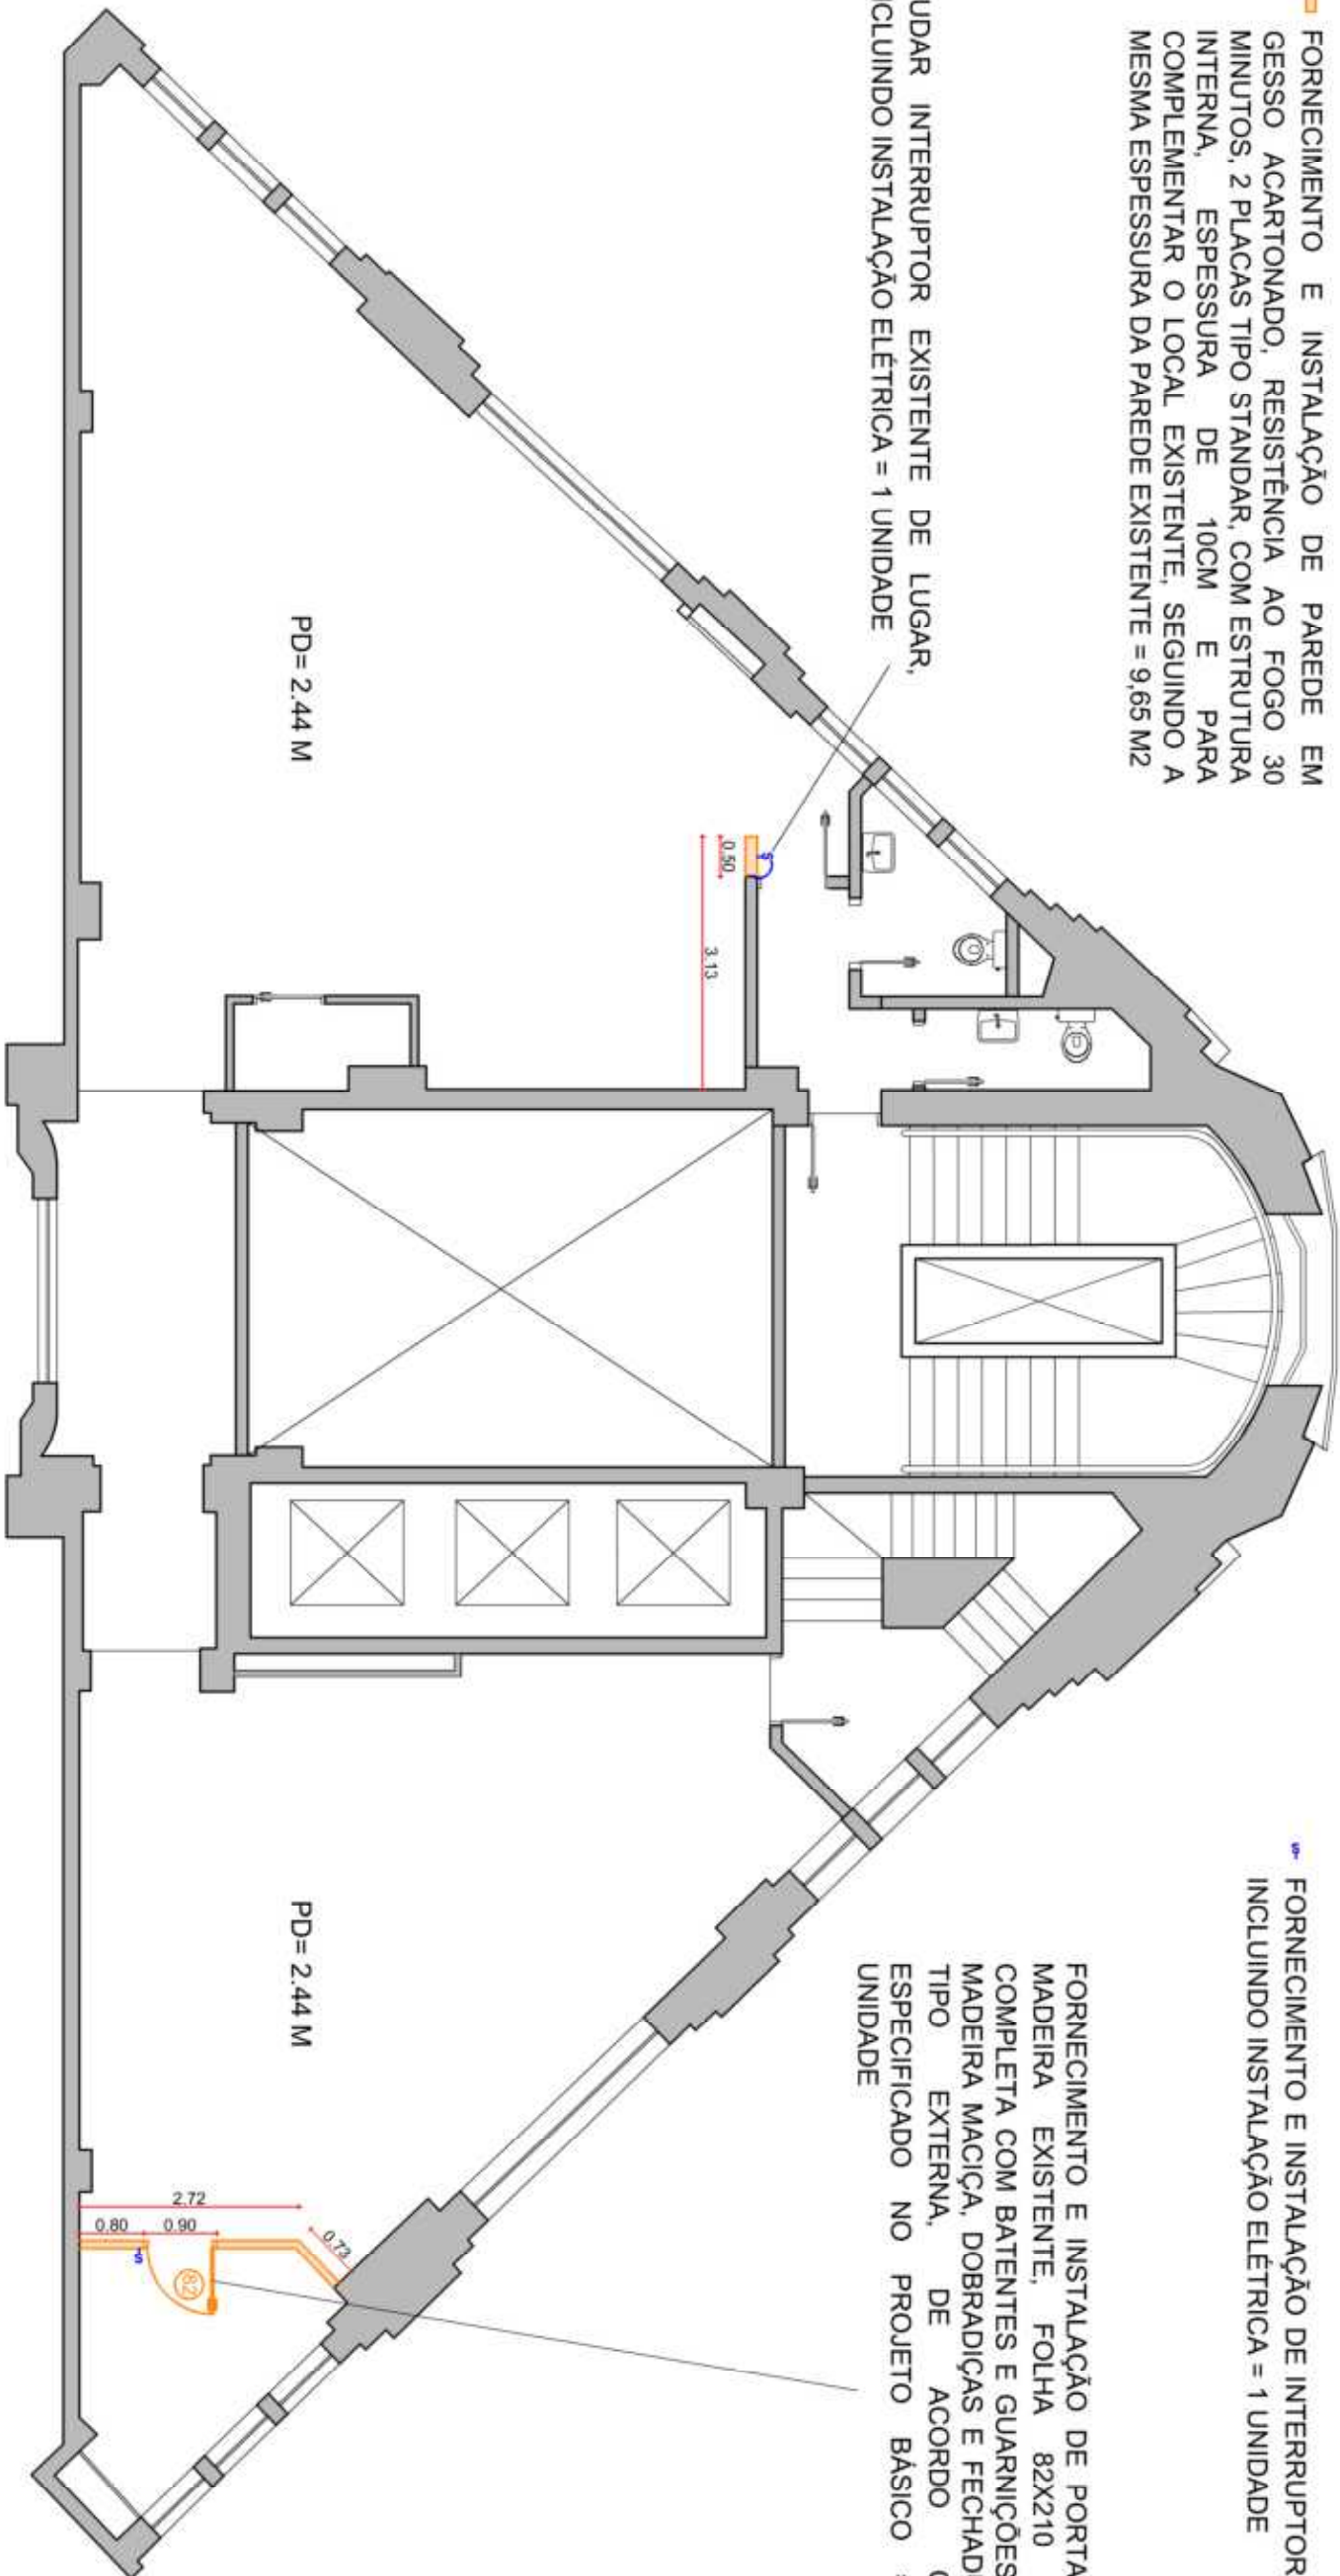 FORNECIMENTO E INSTALAÇÃO DE PAREDE EM
GESSO ACARTONADO, RESISTÊNCIA AO FOGO 30
MINUTOS, 2 PLACAS TIPO STANDAR, COM ESTRUTURA
INTERNA, ESPESSURA DE 10CM E PARA
COMPLEMENTAR O LOCAL EXISTENTE, SEGUINDO A
MESMA ESPESSURA DA PAREDE EXISTENTE = 9,65 M2
UDAR INTERRUPTOR EXISTENTE DE LUGAR,
CLUINDO INSTALAÇÃO ELÉTRICA = 1 UNIDADE
S FORNECIMENTO E INSTALAÇÃO DE INTERRUPTOR
INCLUINDO INSTALAÇÃO ELÉTRICA = 1 UNIDADE
FORNECIMENTO E INSTALAÇÃO DE PORTA
MADEIRA EXISTENTE, FOLHA 82X210
COMPLETA COM BATENTES E GUARNIÇÕES
MADEIRA MACIÇA, DOBRADIÇAS E FECHAD
TIPO EXTERNA, DE ACORDO
ESPECIFICADO NO PROJETO BÁSICO
UNIDADE
S
0.50
3.13
PD= 2.44 M
PD= 2.44 M
2.72
0.80
0.90
0.73
S
82